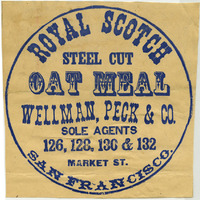 ROYAL SCOTCH
STEEL CUT
OAT MEAL
WELLMAN, PECK & CO.
SOLE AGENTS
126, 128, 130 & 132
MARKET ST.
SAN FRANCISCO.